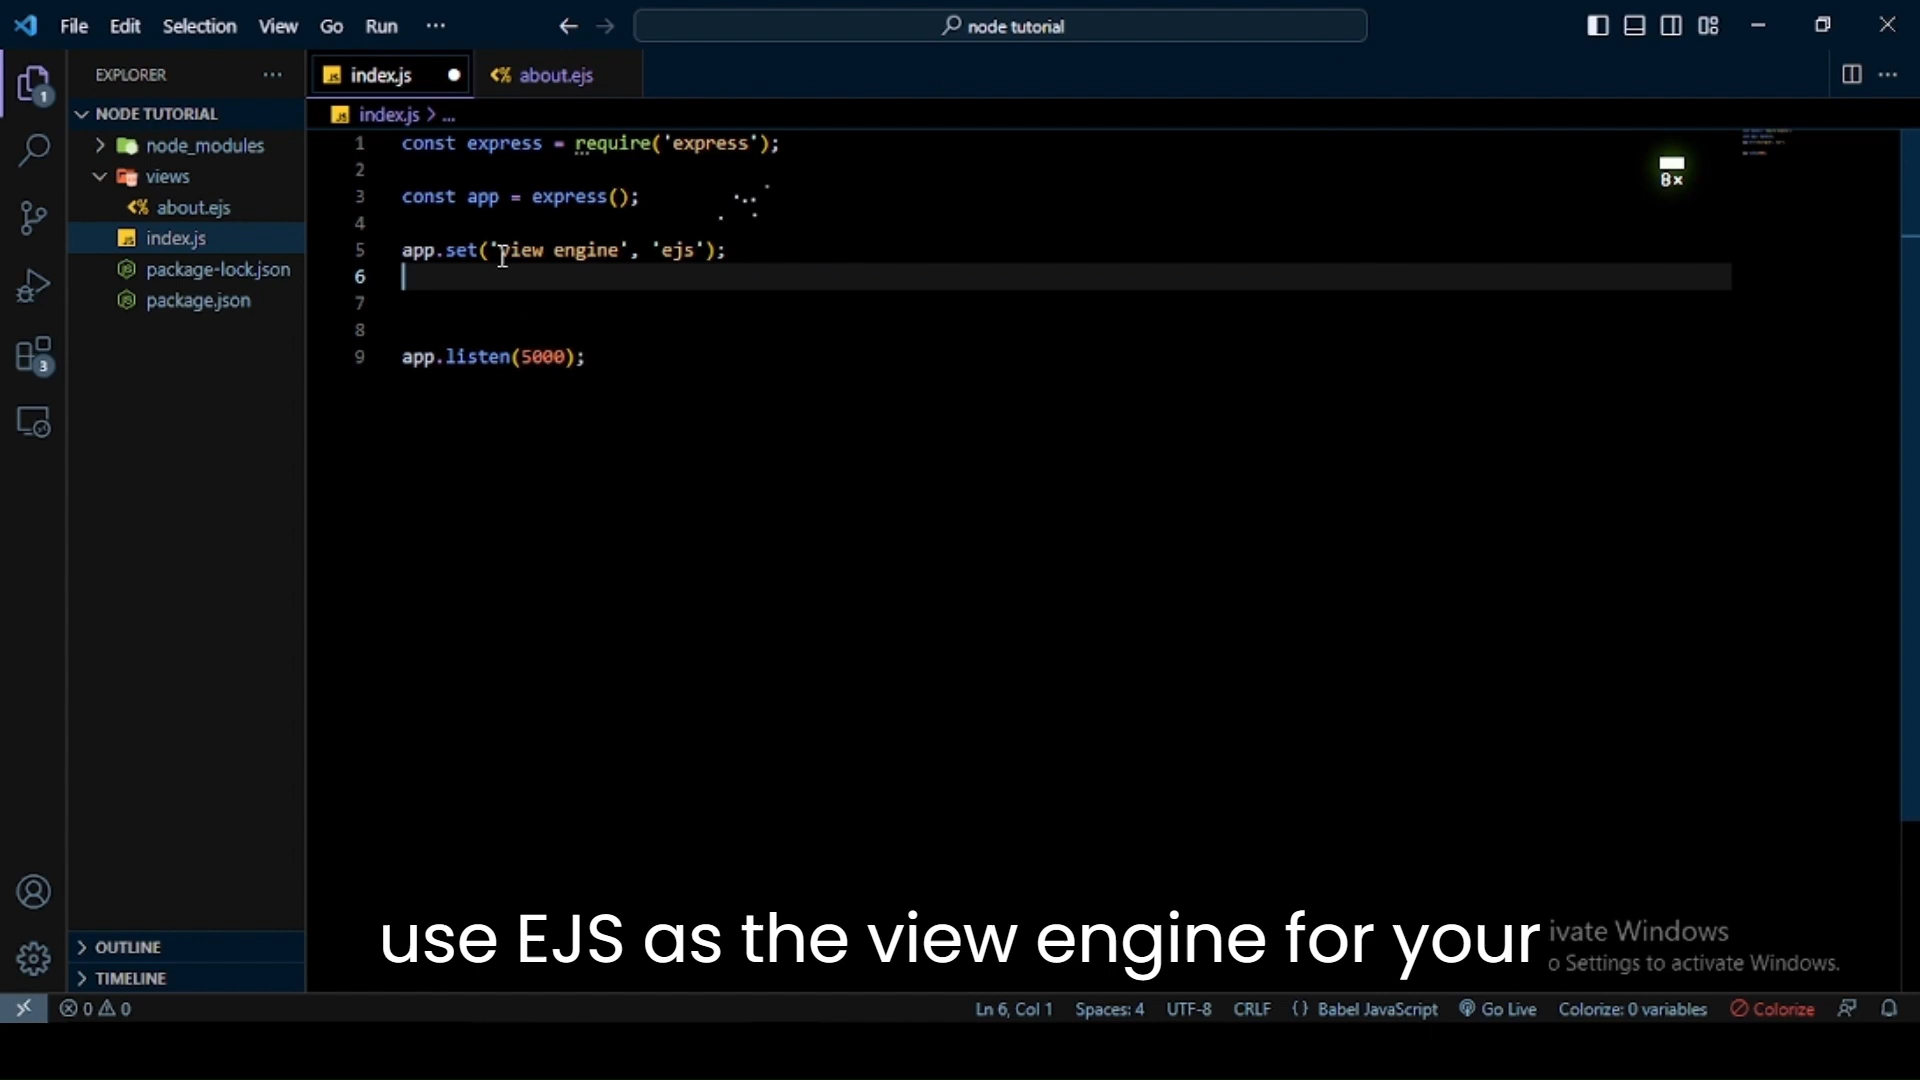 File Edit Selection View Go Run ··· node tutorial
EXPLORER ···
index.js about.ejs
NODE TUTORIAL
index.js > ...
node_modules
views
about.ejs
index.js
package-lock.json
package.json
1 const express = require('express');
2
3 const app = express();
4
5 app.set('view engine', 'ejs');
6
7
8
9 app.listen(5000);
8×
1
3
use EJS as the view engine for your
ivate Windows
o Settings to activate Windows.
OUTLINE
TIMELINE
0 0 Ln 6, Col 1 Spaces: 4 UTF-8 CRLF {} Babel JavaScript Go Live Colorize: 0 variables Colorize